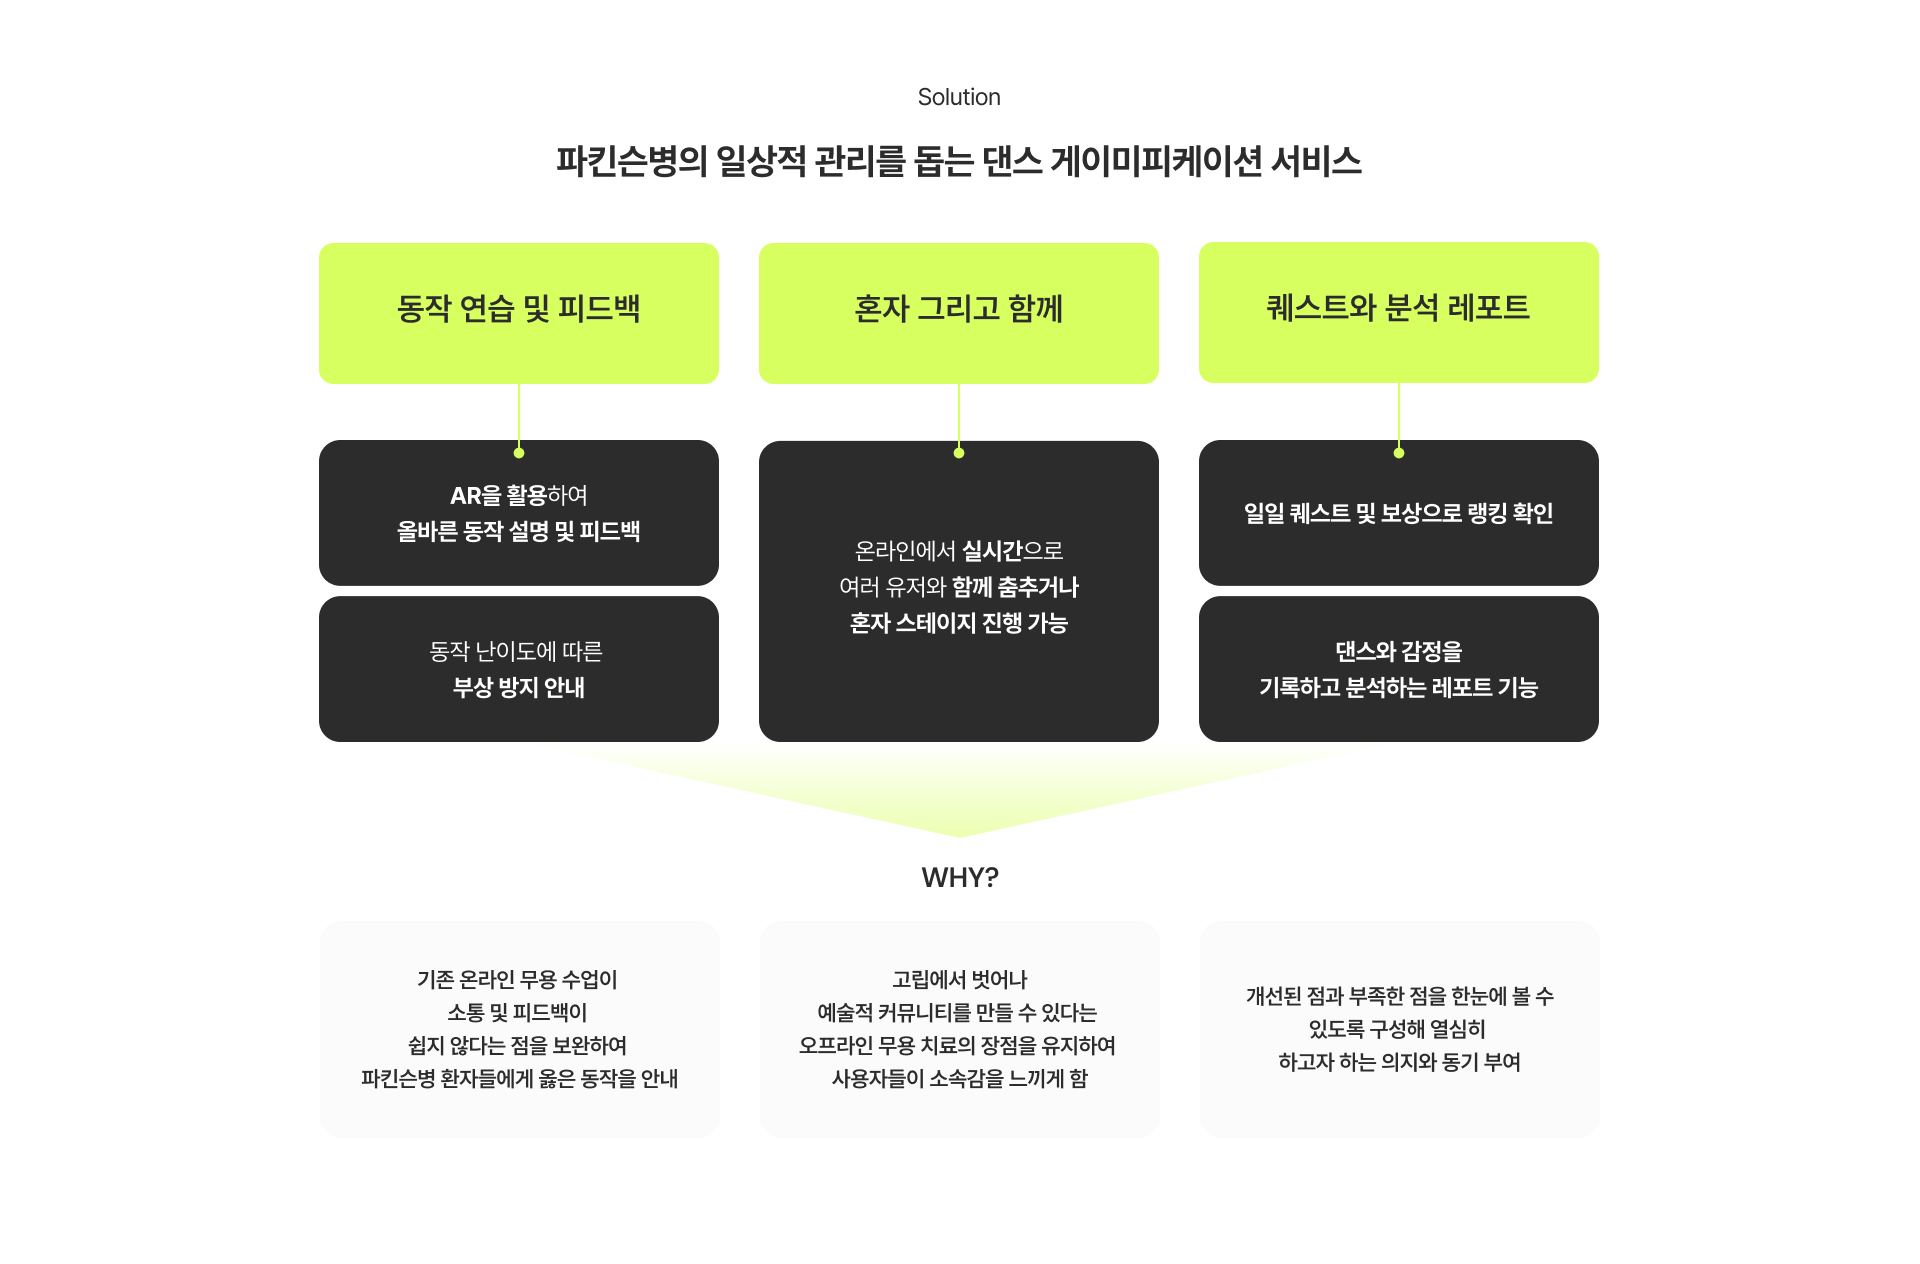 Solution
파킨슨병의 일상적 관리를 돕는 댄스 게이미피케이션 서비스
동작 연습 및 피드백
AR을 활용하여
올바른 동작 설명 및 피드백
동작 난이도에 따른
부상 방지 안내
혼자 그리고 함께
온라인에서 실시간으로
여러 유저와 함께 춤추거나
혼자 스테이지 진행 가능
퀘스트와 분석 레포트
일일 퀘스트 및 보상으로 랭킹 확인
댄스와 감정을
기록하고 분석하는 레포트 기능
WHY?
기존 온라인 무용 수업이
소통 및 피드백이
쉽지 않다는 점을 보완하여
파킨슨병 환자들에게 옳은 동작을 안내
고립에서 벗어나
예술적 커뮤니티를 만들 수 있다는
오프라인 무용 치료의 장점을 유지하여
사용자들이 소속감을 느끼게 함
개선된 점과 부족한 점을 한눈에 볼 수
있도록 구성해 열심히
하고자 하는 의지와 동기 부여